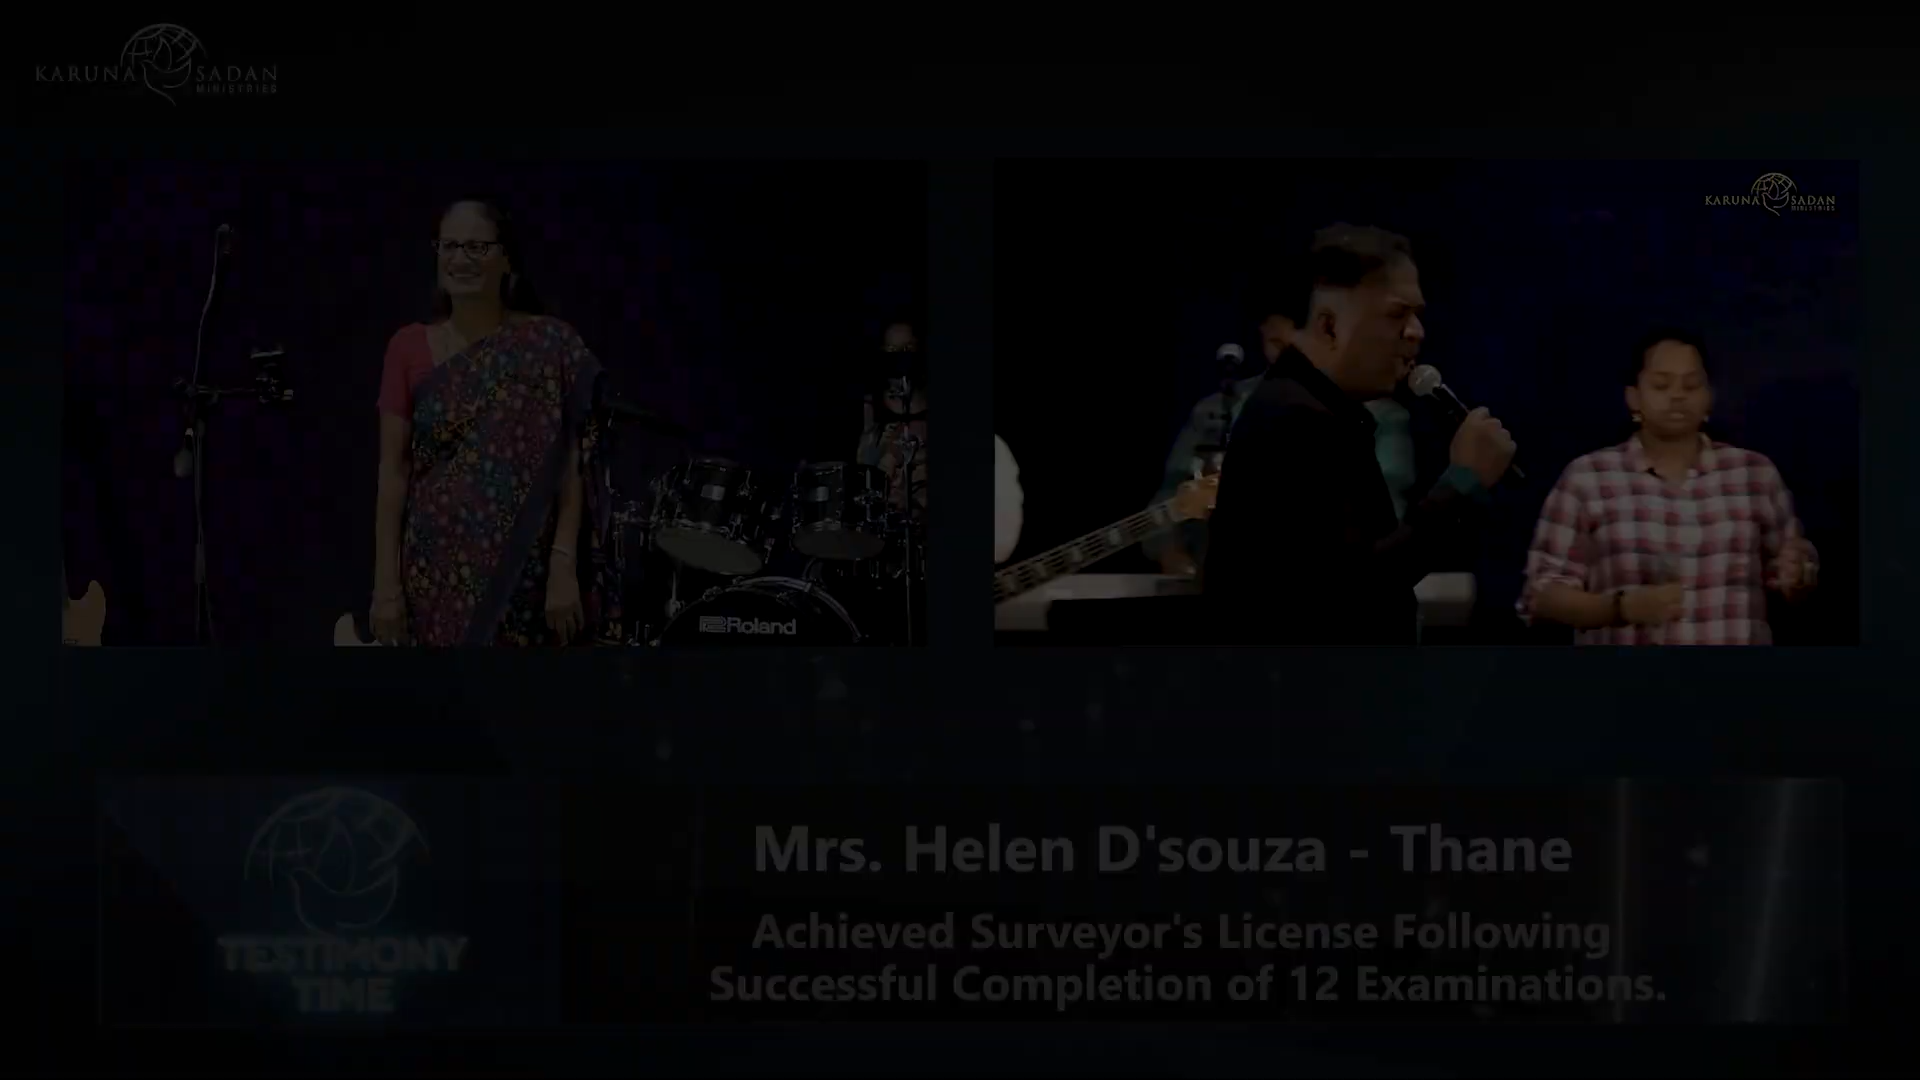 KARUNA SADAN
MINISTRIES
KARUNA SADAN
MINISTRIES
Roland
TESTIMONY
TIME
Mrs. Helen D'souza - Thane
Achieved Surveyor's License Following
Successful Completion of 12 Examinations.